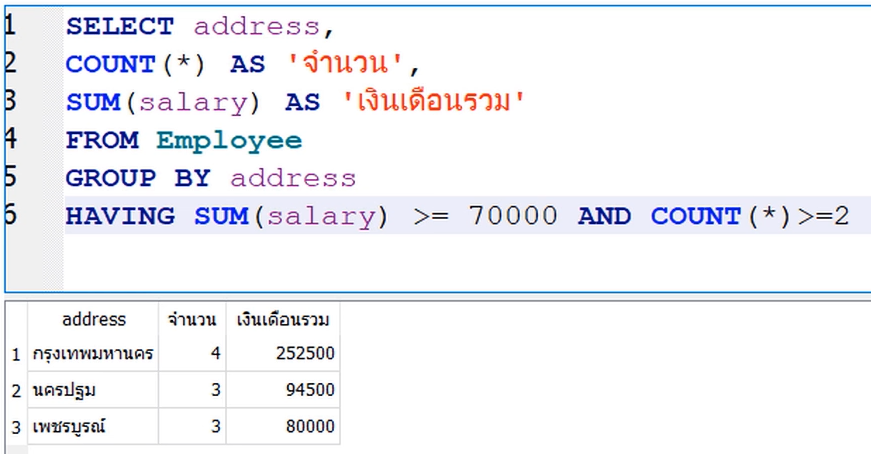 1 SELECT address,
2 COUNT(*) AS 'จำนวน',
3 SUM(salary) AS 'เงินเดือนรวม'
4 FROM Employee
5 GROUP BY address
6 HAVING SUM(salary) >= 70000 AND COUNT(*)>=2
address จำนวน เงินเดือนรวม
1 กรุงเทพมหานคร 4 252500
2 นครปฐม 3 94500
3 เพชรบูรณ์ 3 80000